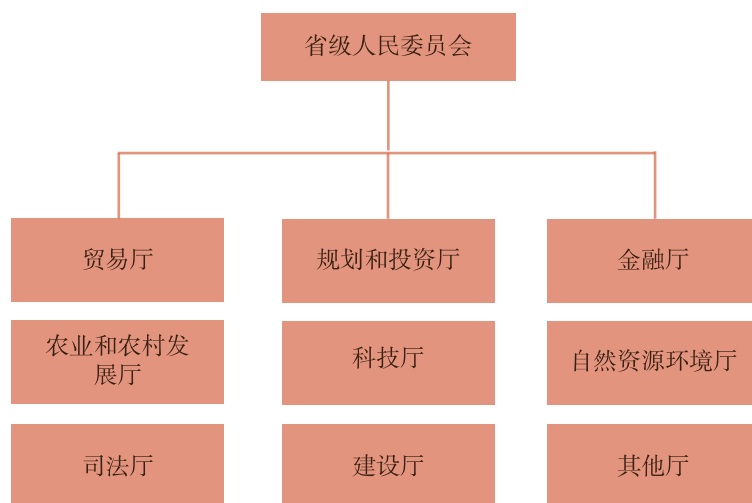 省级人民委员会
贸易厅
规划和投资厅
金融厅
农业和农村发
展厅
科技厅
自然资源环境厅
司法厅
建设厅
其他厅